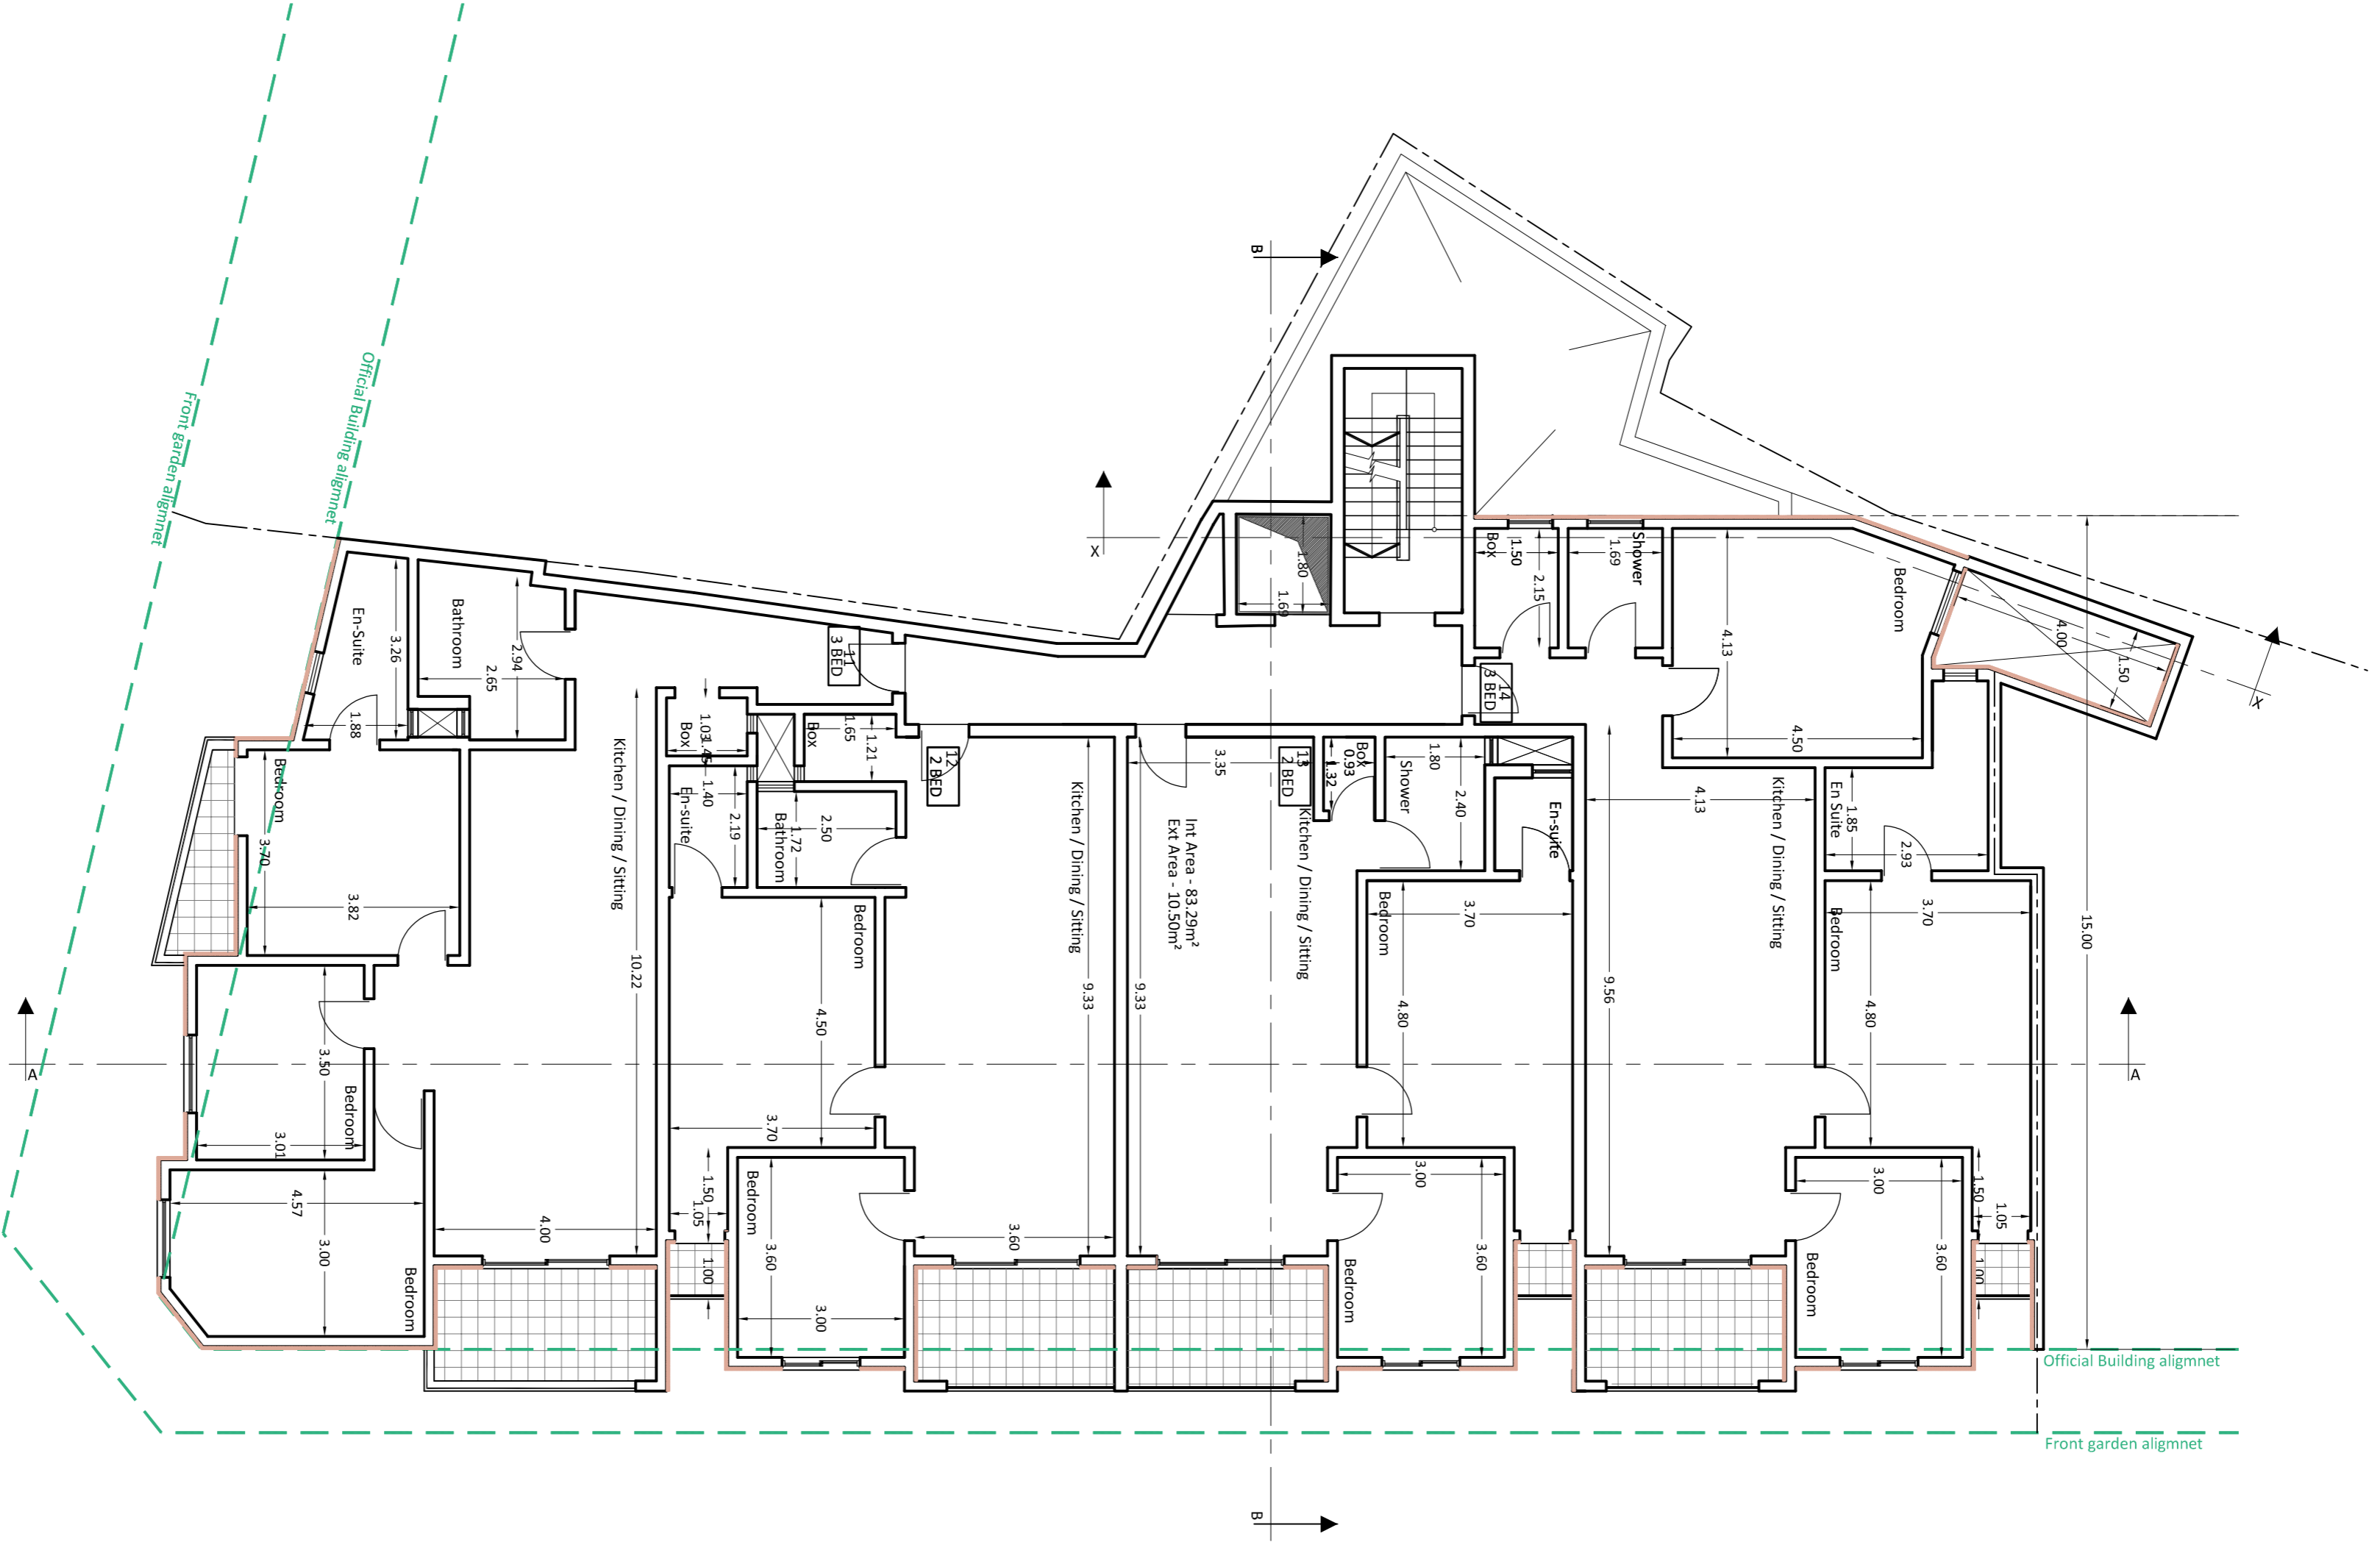 Official Building aligmnet
Front garden aligmnet
B
X
X
En-Suite
3.26
1.88
Bathroom
2.94
2.65
Bedroom
3.70
3.82
Bedroom
3.50
3.01
Bedroom
4.57
3.00
Kitchen / Dining / Sitting
10.22
4.00
11
3 BED
Box
1.03
1.45
En-suite
1.40
2.19
Box
1.65
1.21
Bathroom
2.50
1.72
12
2 BED
Bedroom
4.50
3.70
1.50
1.05
1.00
Bedroom
3.60
3.00
Kitchen / Dining / Sitting
9.33
3.60
1.80
1.69
Int Area - 83.29m²
Ext Area - 10.50m²
9.33
3.35
13
2 BED
Kitchen / Dining / Sitting
Box
0.93
1.32
Shower
1.80
2.40
En-suite
Bedroom
3.70
4.80
3.00
3.60
Bedroom
14
3 BED
Box
1.50
2.15
Shower
1.69
Bedroom
4.13
4.50
4.00
1.50
Kitchen / Dining / Sitting
4.13
9.56
En Suite
1.85
2.93
Bedroom
3.70
4.80
1.50
1.05
1.00
3.00
3.60
Bedroom
15.00
A
A
Official Building aligmnet
Front garden aligmnet
B